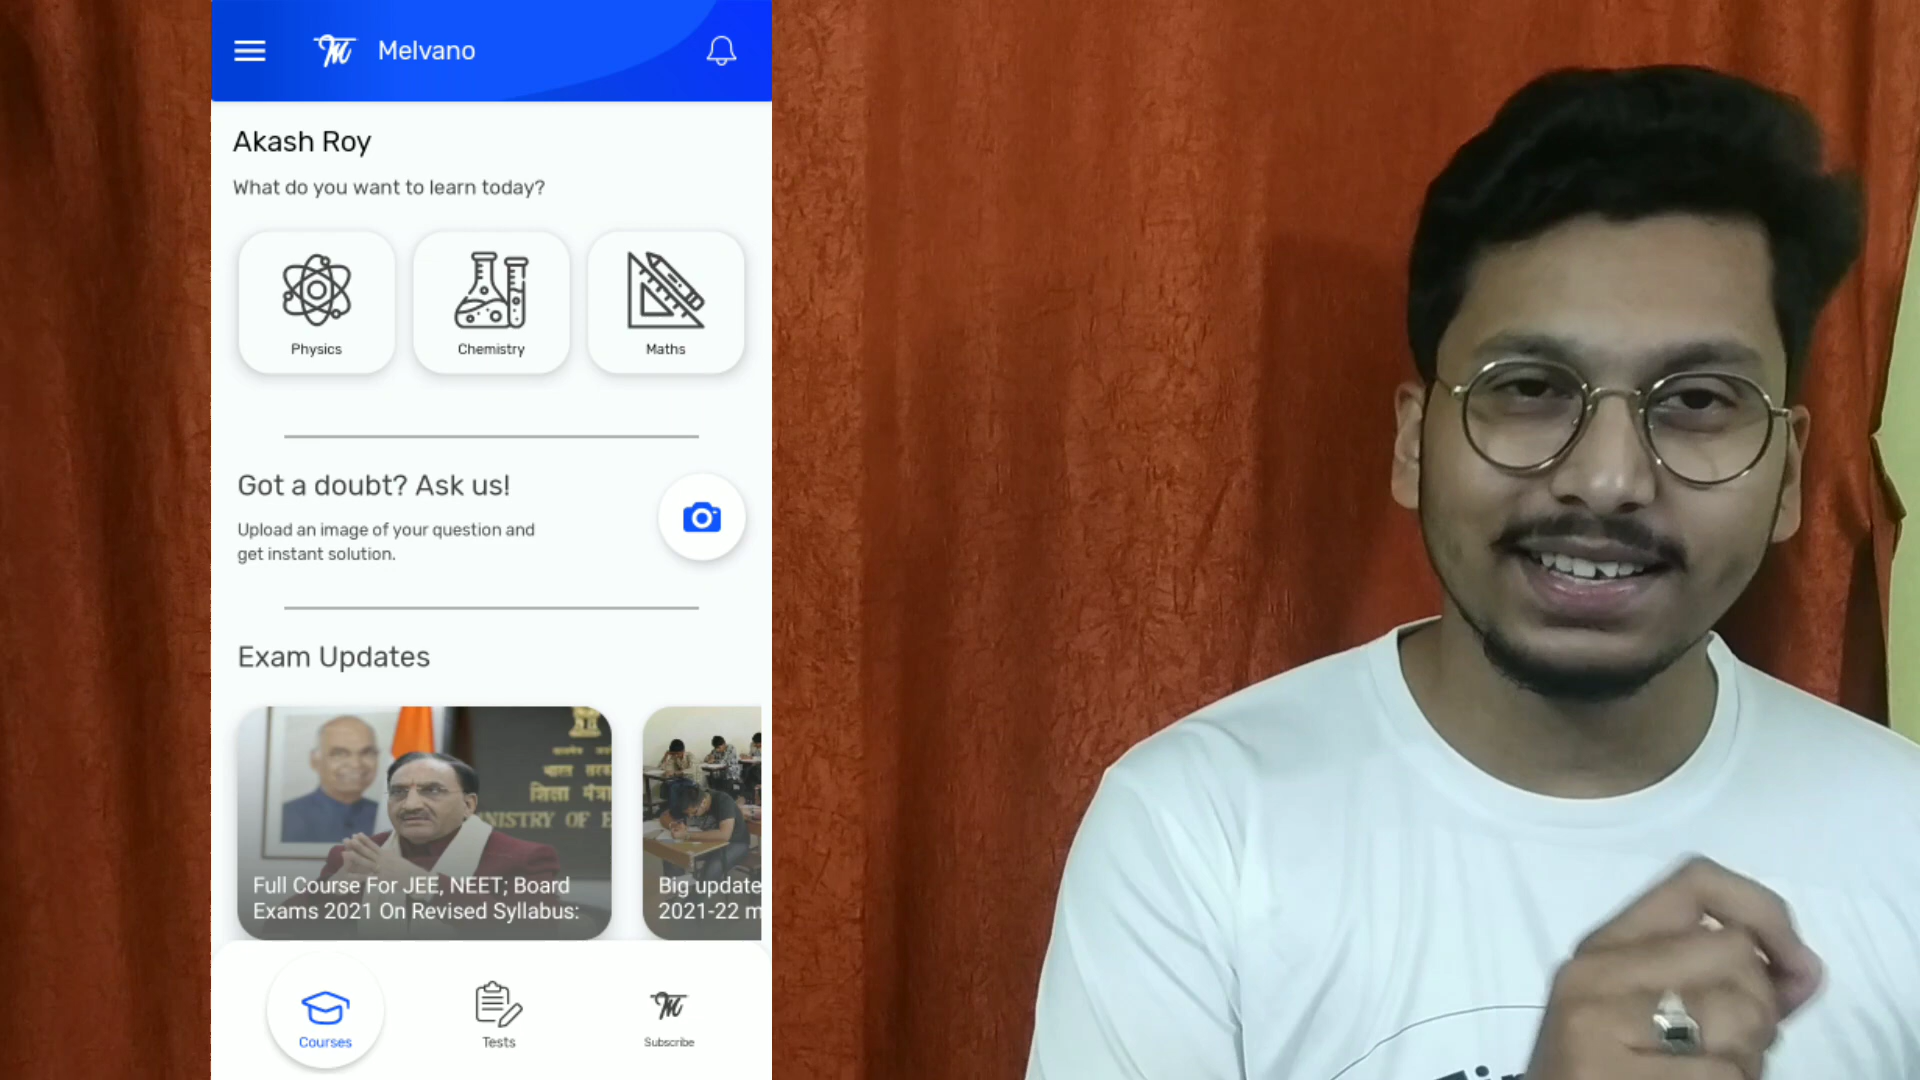 Melvano
Akash Roy
What do you want to learn today?
Physics
Chemistry
Maths
Got a doubt? Ask us!
Upload an image of your question and
get instant solution.
Exam Updates
Full Course For JEE, NEET; Board
Exams 2021 On Revised Syllabus:
Big update
2021-22 m
Courses
Tests
Subscribe